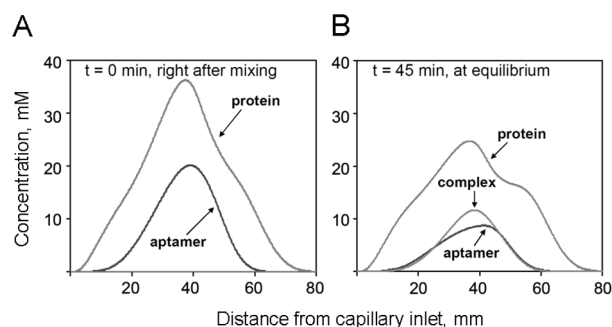 A
B
Concentration, mM
40
30
20
10
20
40
60
80
t = 0 min, right after mixing
protein
aptamer
40
30
20
10
20
40
60
80
t = 45 min, at equilibrium
protein
complex
aptamer
Distance from capillary inlet, mm